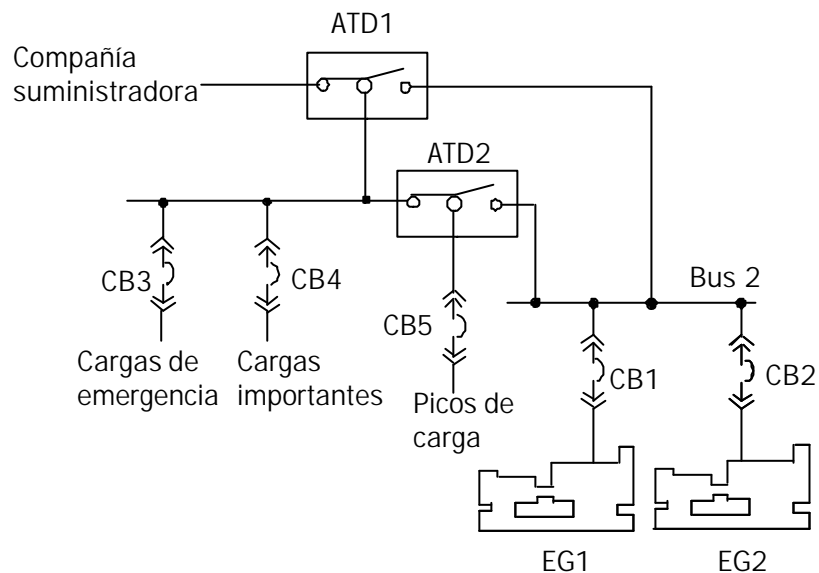 ATD1
Compañía
suministradora
ATD2
Bus 2
CB3
CB4
CB5
CB1
CB2
Cargas de
emergencia
Cargas
importantes
Picos de
carga
EG1
EG2